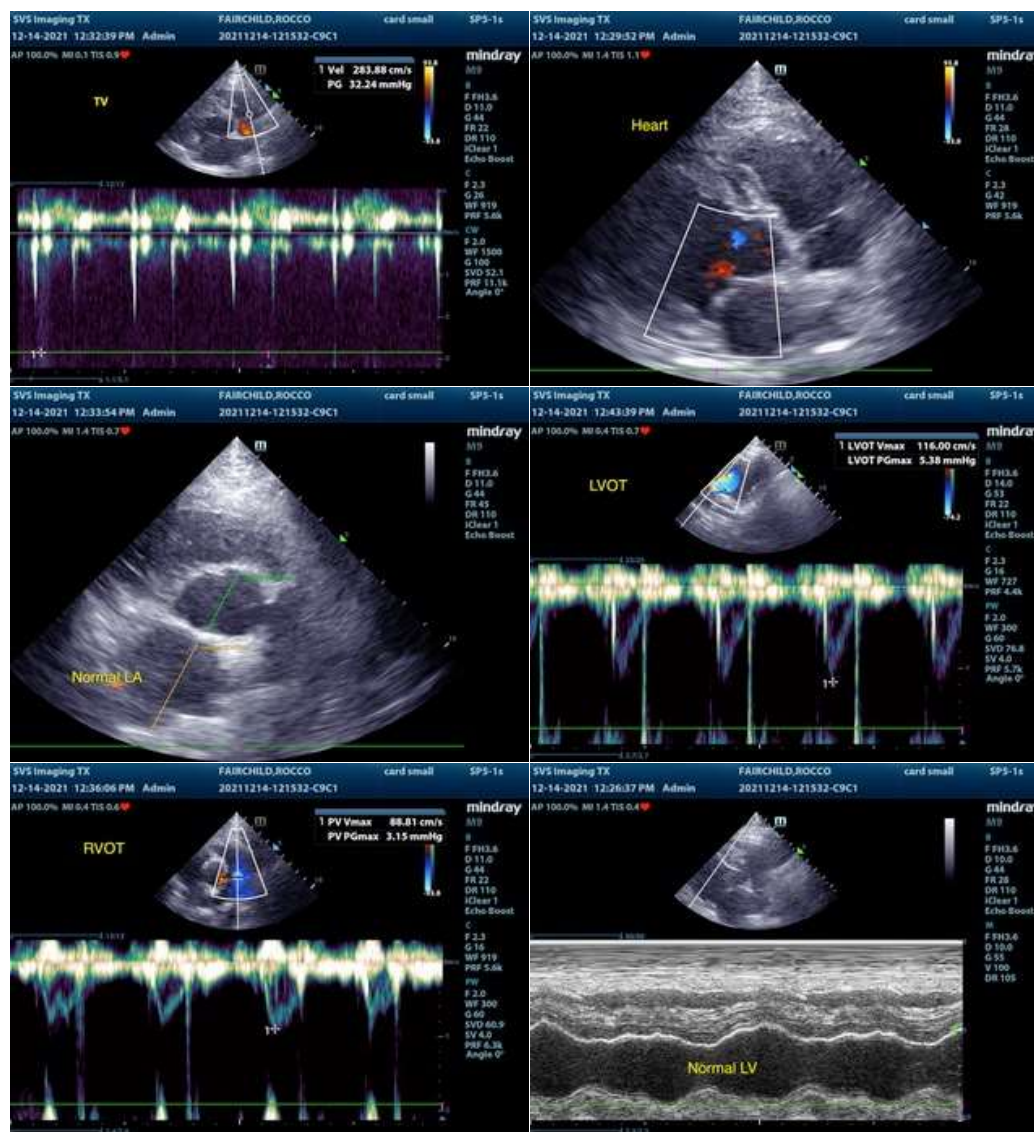 SVS Imaging TX FAIRCHILD,ROCCO card small SP5-1s
12-14-2021 12:32:39 PM Admin 20211214-121532-C9C1
AP 100.0% MI 0.1 TIS 0.9
mindray
M9
1 Vel 283.88 cm/s
PG 32.24 mmHg
TV
93.8
B
F FH3.6
D 11.0
G 44
FR 22
DR 110
iClear 1
Echo Boost
C
F 2.3
G 26
WF 919
PRF 5.6k
CW
F 2.0
WF 1500
G 100
SVD 52.1
PRF 11.1k
Angle 0°
1
SVS Imaging TX FAIRCHILD,ROCCO card small SP5-1s
12-14-2021 12:29:52 PM Admin 20211214-121532-C9C1
AP 100.0% MI 1.4 TIS 1.1
mindray
M9
Heart
93.8
B
F FH3.6
D 11.0
G 44
FR 28
DR 110
iClear 1
Echo Boost
C
F 2.3
G 42
WF 919
PRF 5.6k
SVS Imaging TX FAIRCHILD,ROCCO card small SP5-1s
12-14-2021 12:33:54 PM Admin 20211214-121532-C9C1
AP 100.0% MI 1.4 TIS 0.7
mindray
M9
B
F FH3.6
D 11.0
G 44
FR 45
DR 110
iClear 1
Echo Boost
Normal LA
SVS Imaging TX FAIRCHILD,ROCCO card small SP5-1s
12-14-2021 12:43:39 PM Admin 20211214-121532-C9C1
AP 100.0% MI 0.4 TIS 0.7
mindray
M9
1 LVOT Vmax 116.00 cm/s
LVOT PGmax 5.38 mmHg
LVOT
-74.2
B
F FH3.6
D 14.0
G 53
FR 22
DR 110
iClear 1
Echo Boost
C
F 2.3
G 16
WF 727
PRF 4.4k
PW
F 2.0
WF 300
G 60
SVD 76.8
SV 4.0
PRF 5.7k
Angle 0°
1
SVS Imaging TX FAIRCHILD,ROCCO card small SP5-1s
12-14-2021 12:36:06 PM Admin 20211214-121532-C9C1
AP 100.0% MI 0.4 TIS 0.6
mindray
M9
1 PV Vmax 88.81 cm/s
PV PGmax 3.15 mmHg
RVOT
B
F FH3.6
D 11.0
G 44
FR 22
DR 110
iClear 1
Echo Boost
C
F 2.3
G 16
WF 919
PRF 5.6k
PW
F 2.0
WF 300
G 60
SVD 60.9
SV 4.0
PRF 6.3k
Angle 0°
1
SVS Imaging TX FAIRCHILD,ROCCO card small SP5-1s
12-14-2021 12:26:37 PM Admin 20211214-121532-C9C1
AP 100.0% MI 1.4 TIS 0.4
mindray
M9
B
F FH3.6
D 10.0
G 44
FR 28
DR 110
iClear 1
Echo Boost
M
F FH3.6
D 10.0
G 55
V 100
DR 105
Normal LV